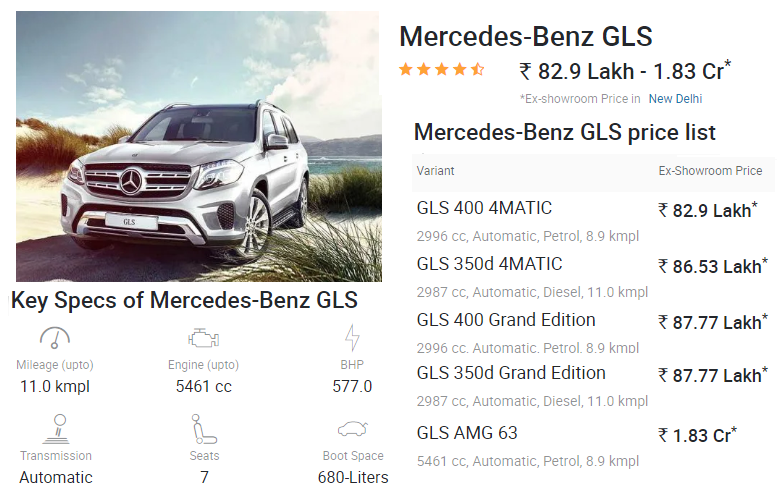 Mercedes-Benz GLS
₹ 82.9 Lakh - 1.83 Cr*
*Ex-showroom Price in New Delhi
Mercedes-Benz GLS price list
Variant Ex-Showroom Price
GLS 400 4MATIC ₹ 82.9 Lakh*
2996 cc, Automatic, Petrol, 8.9 kmpl
GLS 350d 4MATIC ₹ 86.53 Lakh*
2987 cc, Automatic, Diesel, 11.0 kmpl
GLS 400 Grand Edition ₹ 87.77 Lakh*
2996 cc, Automatic, Petrol, 8.9 kmpl
GLS 350d Grand Edition ₹ 87.77 Lakh*
2987 cc, Automatic, Diesel, 11.0 kmpl
GLS AMG 63 ₹ 1.83 Cr*
5461 cc, Automatic, Petrol, 8.9 kmpl
GLS
Key Specs of Mercedes-Benz GLS
Mileage (upto) Engine (upto) BHP
11.0 kmpl 5461 cc 577.0
Transmission Seats Boot Space
Automatic 7 680-Liters